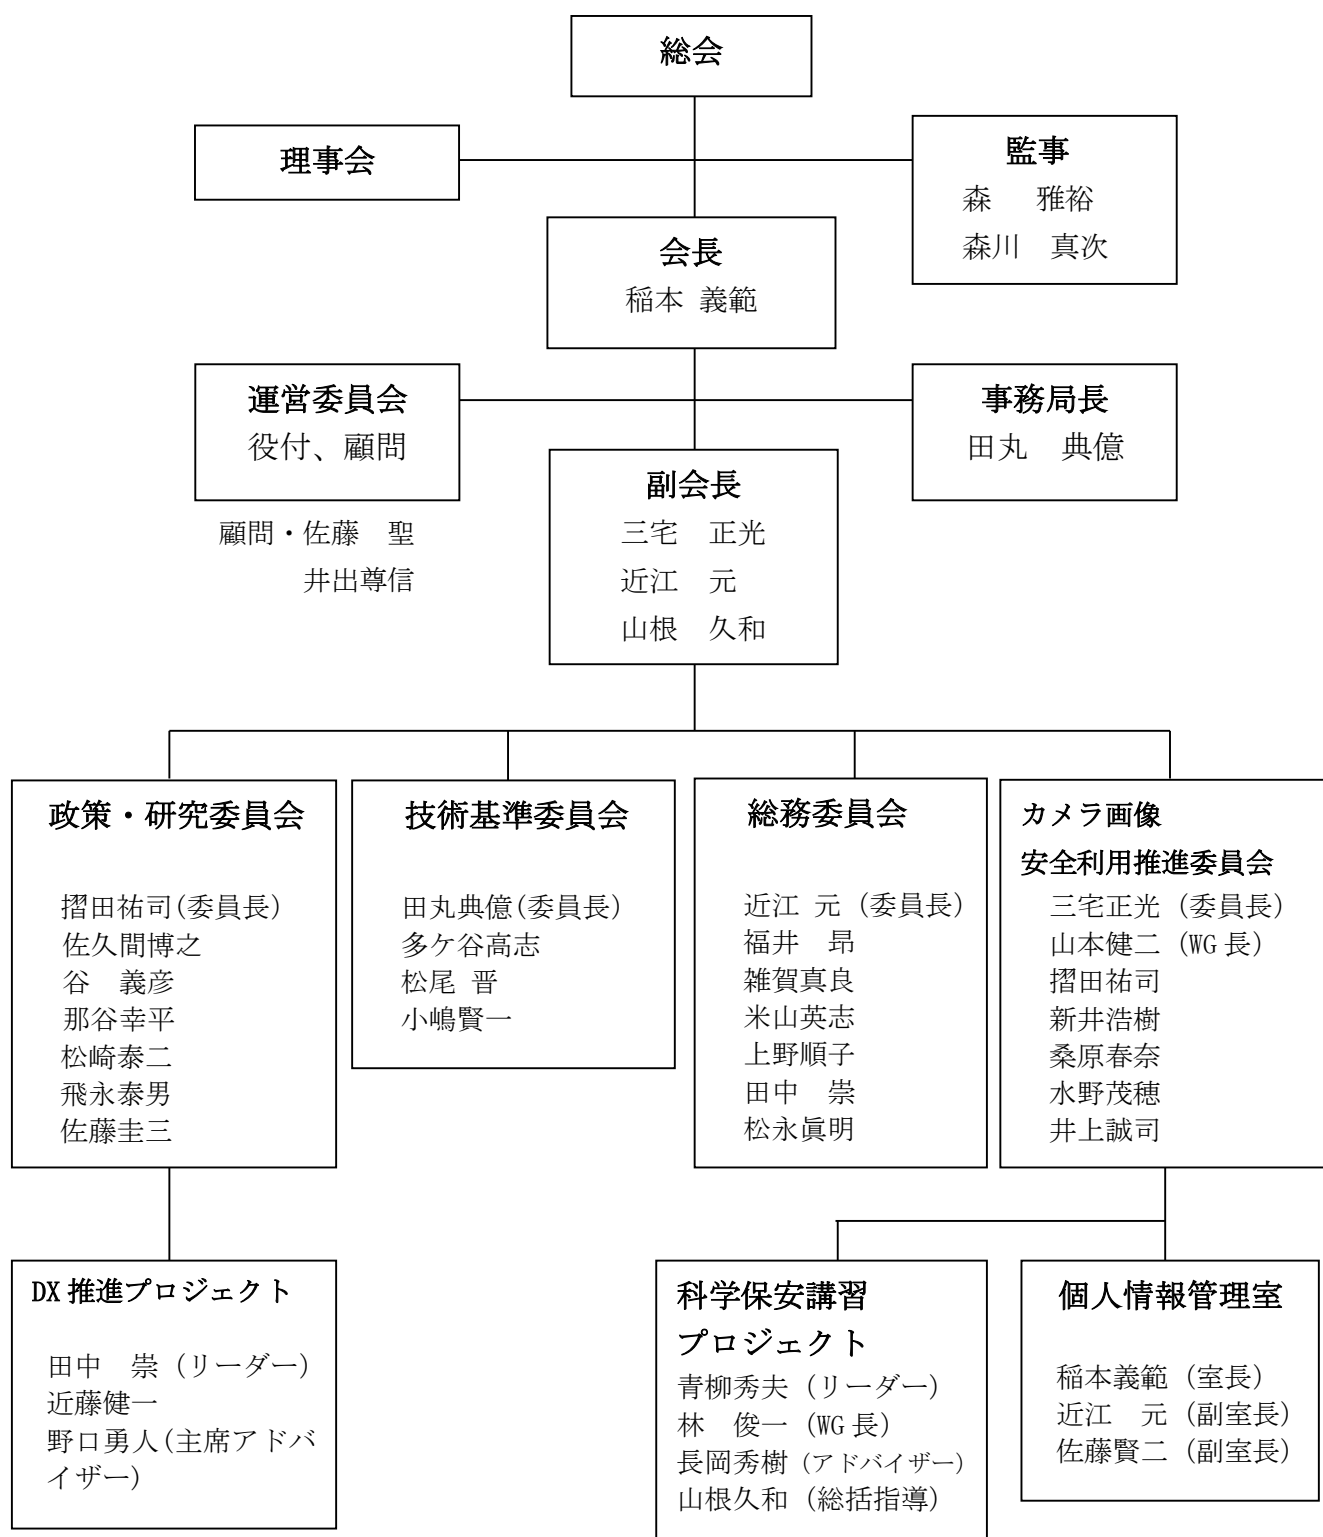 総会
理事会
監事
森　雅裕
森川　真次
会長
稲本 義範
運営委員会
役付、顧問
事務局長
田丸　典億
顧問・佐藤　聖
井出尊信
副会長
三宅　正光
近江　元
山根　久和
政策・研究委員会
摺田祐司(委員長)
佐久間博之
谷　義彦
那谷幸平
松崎泰二
飛永泰男
佐藤圭三
技術基準委員会
田丸典億(委員長)
多ケ谷高志
松尾 晋
小嶋賢一
総務委員会
近江 元 (委員長)
福井　昂
雑賀真良
米山英志
上野順子
田中　崇
松永眞明
カメラ画像
安全利用推進委員会
三宅正光 (委員長)
山本健二 (WG 長)
摺田祐司
新井浩樹
桑原春奈
水野茂穂
井上誠司
DX 推進プロジェクト
田中　崇 (リーダー)
近藤健一
野口勇人(主席アドバ
イザー)
科学保安講習
プロジェクト
青柳秀夫 (リーダー)
林 俊一 (WG 長)
長岡秀樹 (アドバイザー)
山根久和 (総括指導)
個人情報管理室
稲本義範 (室長)
近江　元 (副室長)
佐藤賢二 (副室長)